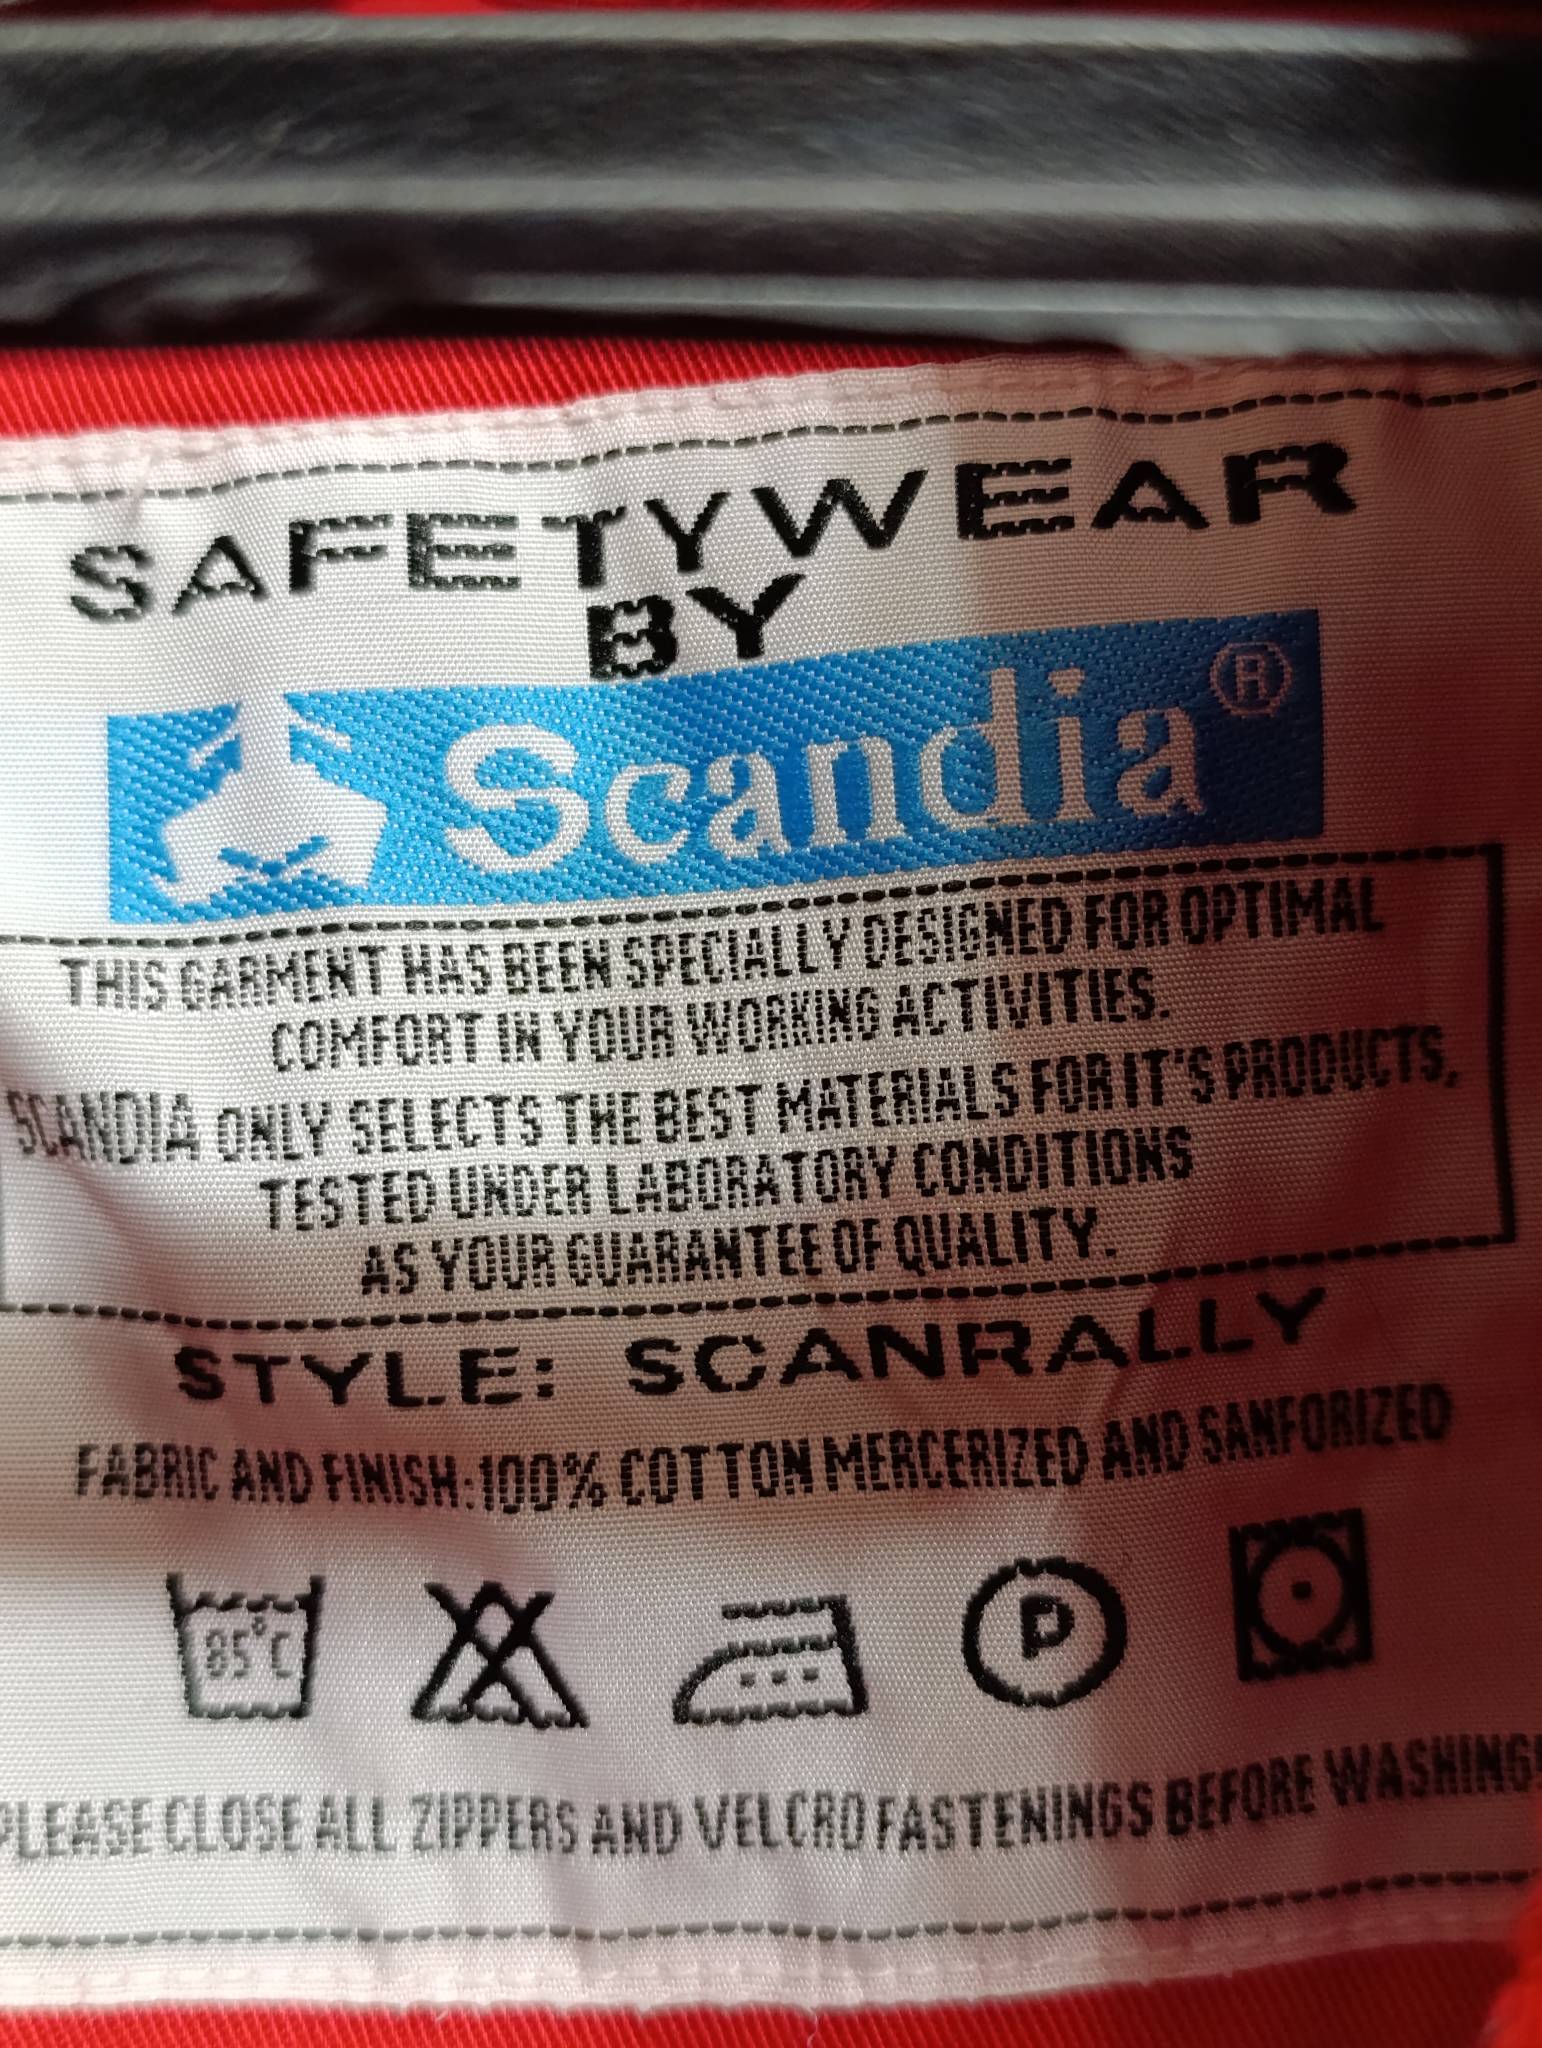 SAFETYWEAR
BY
Scandia®
THIS GARMENT HAS BEEN SPECIALLY DESIGNED FOR OPTIMAL
COMFORT IN YOUR WORKING ACTIVITIES.
SCANDIA ONLY SELECTS THE BEST MATERIALS FOR IT'S PRODUCTS,
TESTED UNDER LABORATORY CONDITIONS
AS YOUR GUARANTEE OF QUALITY.
STYLE: SCANRALLY
FABRIC AND FINISH: 100% COTTON MERCERIZED AND SANFORIZED
85°C P
PLEASE CLOSE ALL ZIPPERS AND VELCRO FASTENINGS BEFORE WASHING!